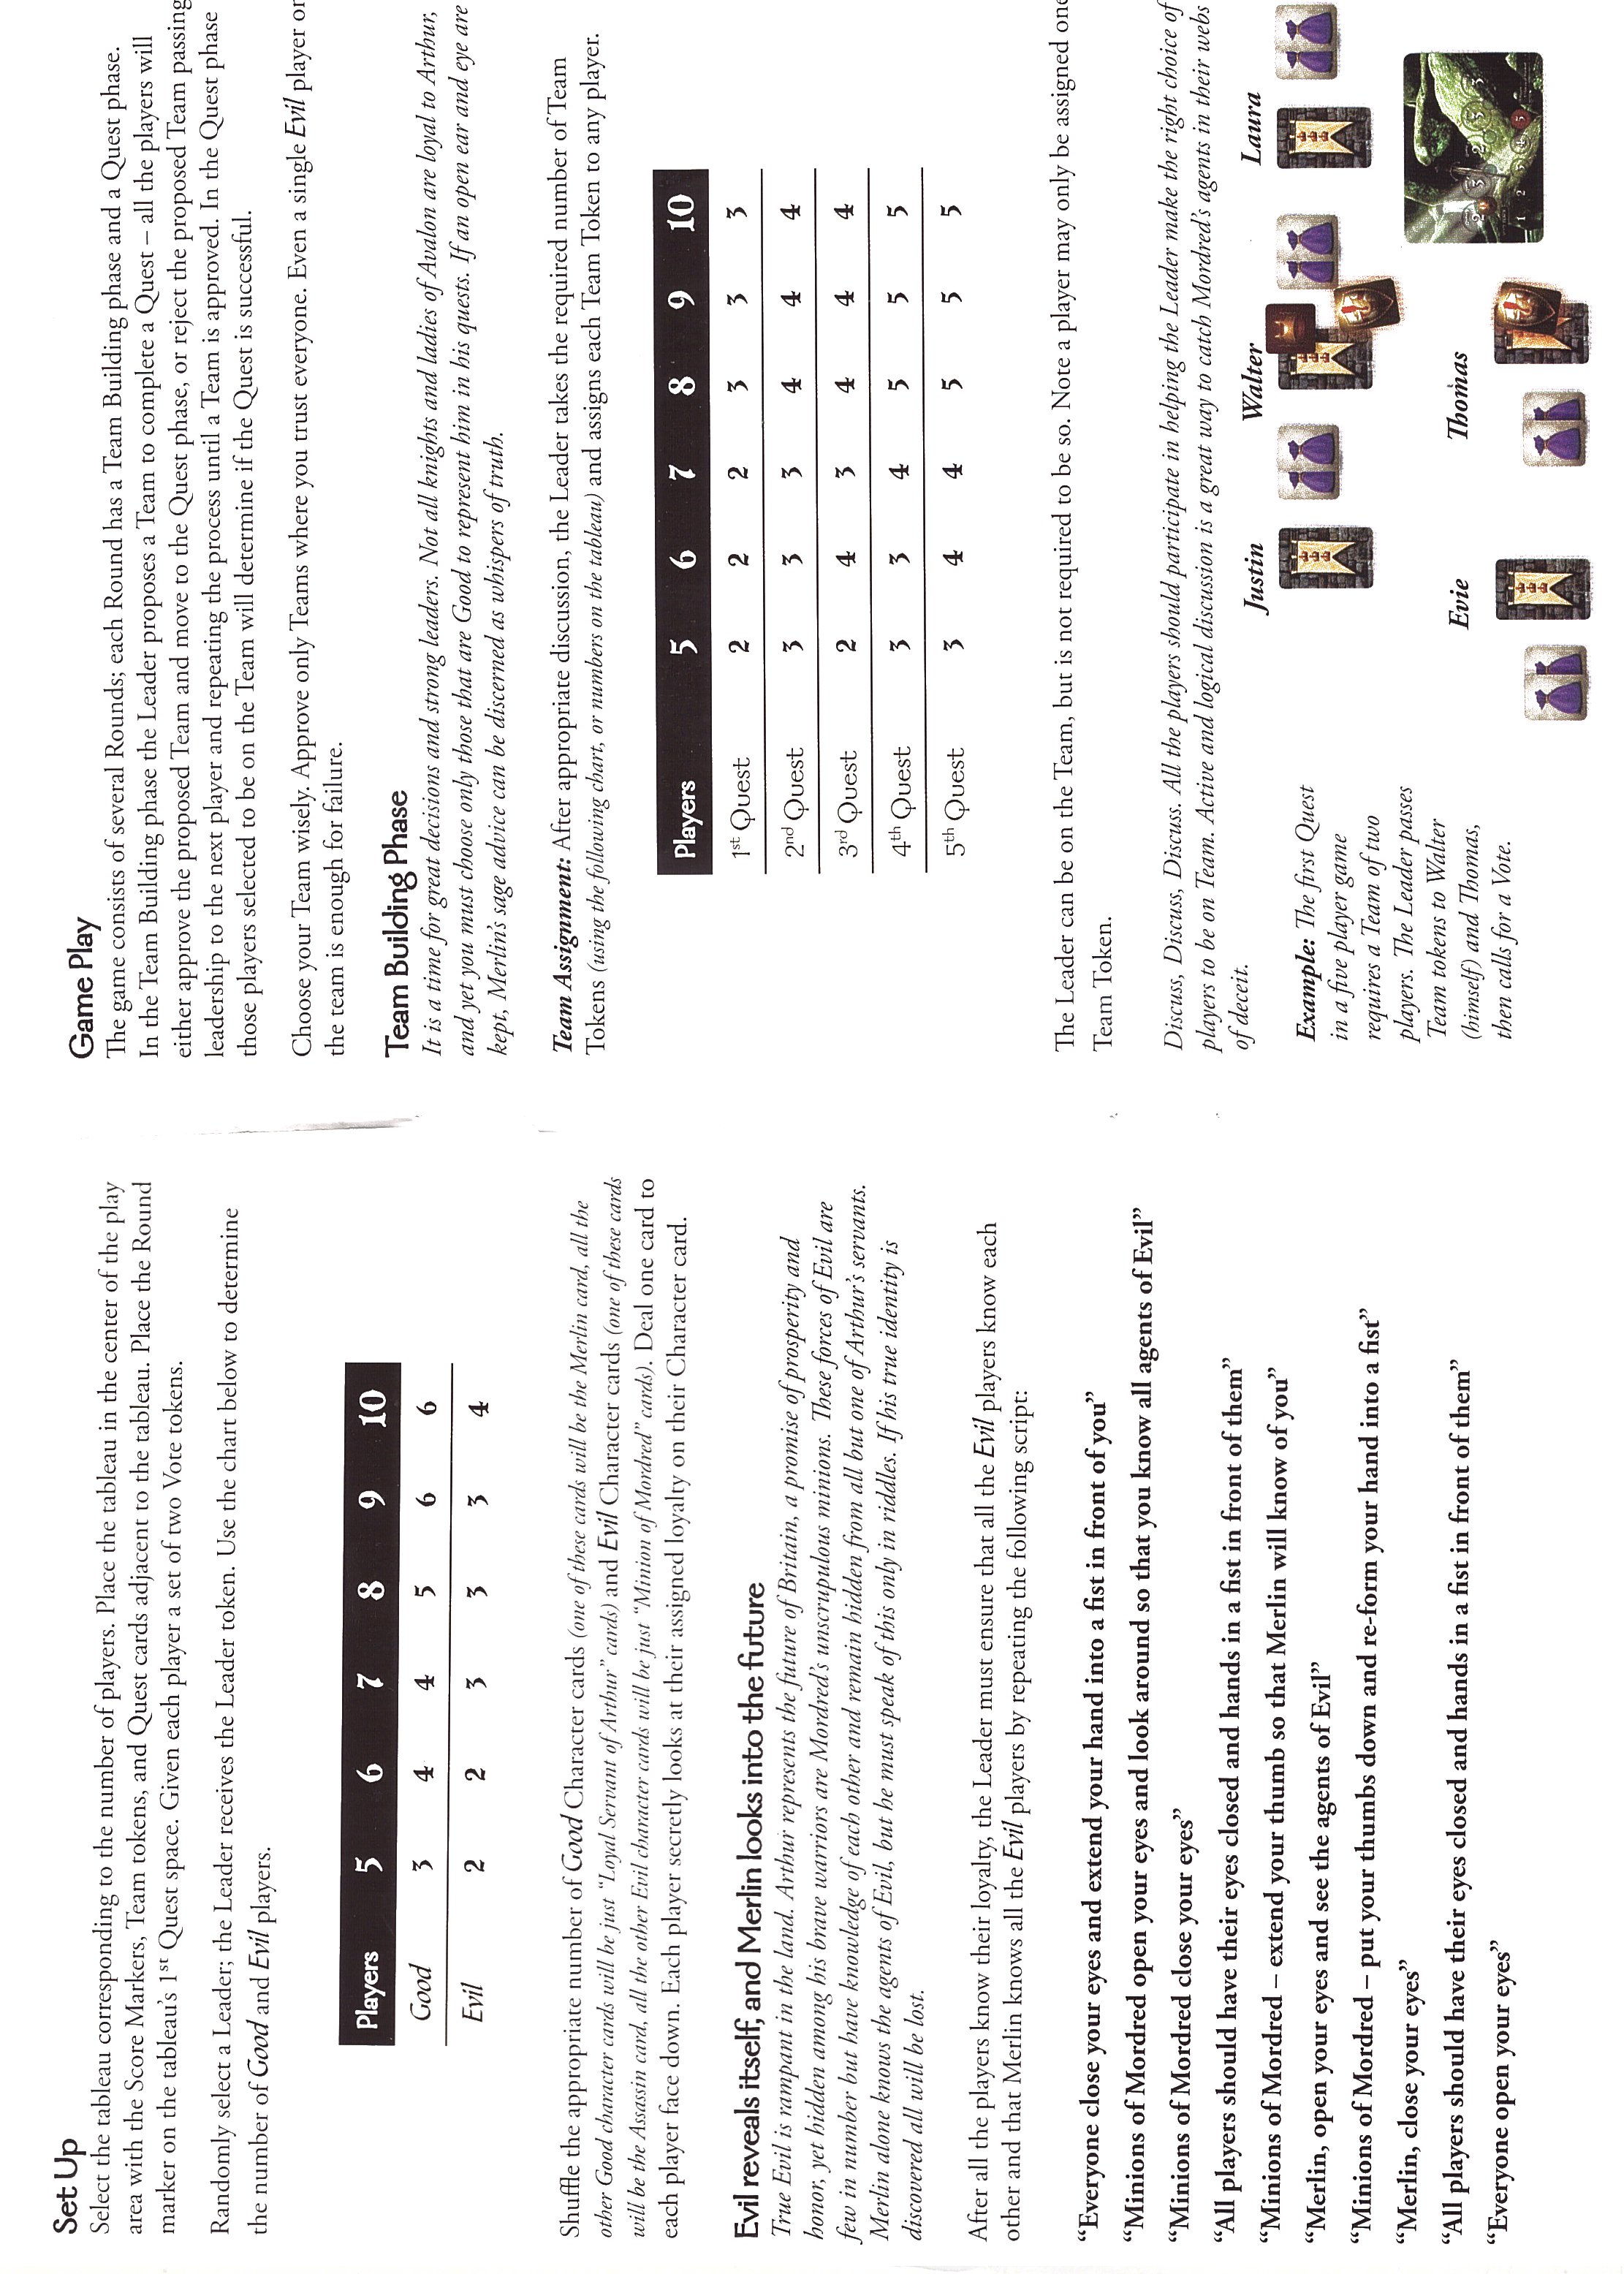 Set Up
Select the tableau corresponding to the number of players. Place the tableau in the center of the play
area with the Score Markers, Team tokens, and Quest cards adjacent to the tableau. Place the Round
marker on the tableau's 1st Quest space. Given each player a set of two Vote tokens.
Randomly select a Leader; the Leader receives the Leader token. Use the chart below to determine
the number of Good and Evil players.
Players 5 6 7 8 9 10
Good 3 4 4 5 6 6
Evil 2 2 3 3 3 4
Shuffle the appropriate number of Good Character cards (one of these cards will be the Merlin card, all the
other Good character cards will be just "Loyal Servant of Arthur" cards) and Evil Character cards (one of these cards
will be the Assassin card, all the other Evil character cards will be just "Minion of Mordred" cards). Deal one card to
each player face down. Each player secretly looks at their assigned loyalty on their Character card.
Evil reveals itself, and Merlin looks into the future
True Evil is rampant in the land. Arthur represents the future of Britain, a promise of prosperity and
honor, yet hidden among his brave warriors are Mordred's unscrupulous minions. These forces of Evil are
few in number but have knowledge of each other and remain hidden from all but one of Arthur's servants.
Merlin alone knows the agents of Evil, but he must speak of this only in riddles. If his true identity is
discovered all will be lost.
After all the players know their loyalty, the Leader must ensure that all the Evil players know each
other and that Merlin knows all the Evil players by repeating the following script:
"Everyone close your eyes and extend your hand into a fist in front of you"
"Minions of Mordred open your eyes and look around so that you know all agents of Evil"
"Minions of Mordred close your eyes"
"All players should have their eyes closed and hands in a fist in front of them"
"Minions of Mordred – extend your thumb so that Merlin will know of you"
"Merlin, open your eyes and see the agents of Evil"
"Minions of Mordred – put your thumbs down and re-form your hand into a fist"
"Merlin, close your eyes"
"All players should have their eyes closed and hands in a fist in front of them"
"Everyone open your eyes"
Game Play
The game consists of several Rounds; each Round has a Team Building phase and a Quest phase.
In the Team Building phase the Leader proposes a Team to complete a Quest – all the players will
either approve the proposed Team and move to the Quest phase, or reject the proposed Team passing
leadership to the next player and repeating the process until a Team is approved. In the Quest phase
those players selected to be on the Team will determine if the Quest is successful.
Choose your Team wisely. Approve only Teams where you trust everyone. Even a single Evil player on
the team is enough for failure.
Team Building Phase
It is a time for great decisions and strong leaders. Not all knights and ladies of Avalon are loyal to Arthur,
and yet you must choose only those that are Good to represent him in his quests. If an open ear and eye are
kept, Merlin's sage advice can be discerned as whispers of truth.
Team Assignment: After appropriate discussion, the Leader takes the required number of Team
Tokens (using the following chart, or numbers on the tableau) and assigns each Team Token to any player.
Players 5 6 7 8 9 10
1st Quest 2 2 2 3 3 3
2nd Quest 3 3 3 4 4 4
3rd Quest 2 4 3 4 4 4
4th Quest 3 3 4 5 5 5
5th Quest 3 4 4 5 5 5
The Leader can be on the Team, but is not required to be so. Note a player may only be assigned one
Team Token.
Discuss, Discuss, Discuss. All the players should participate in helping the Leader make the right choice of
players to be on Team. Active and logical discussion is a great way to catch Mordred's agents in their webs
of deceit.
Example: The first Quest
in a five player game
requires a Team of two
players. The Leader passes
Team tokens to Walter
(himself) and Thomas,
then calls for a Vote.
Justin
Walter
Laura
Evie
Thomas